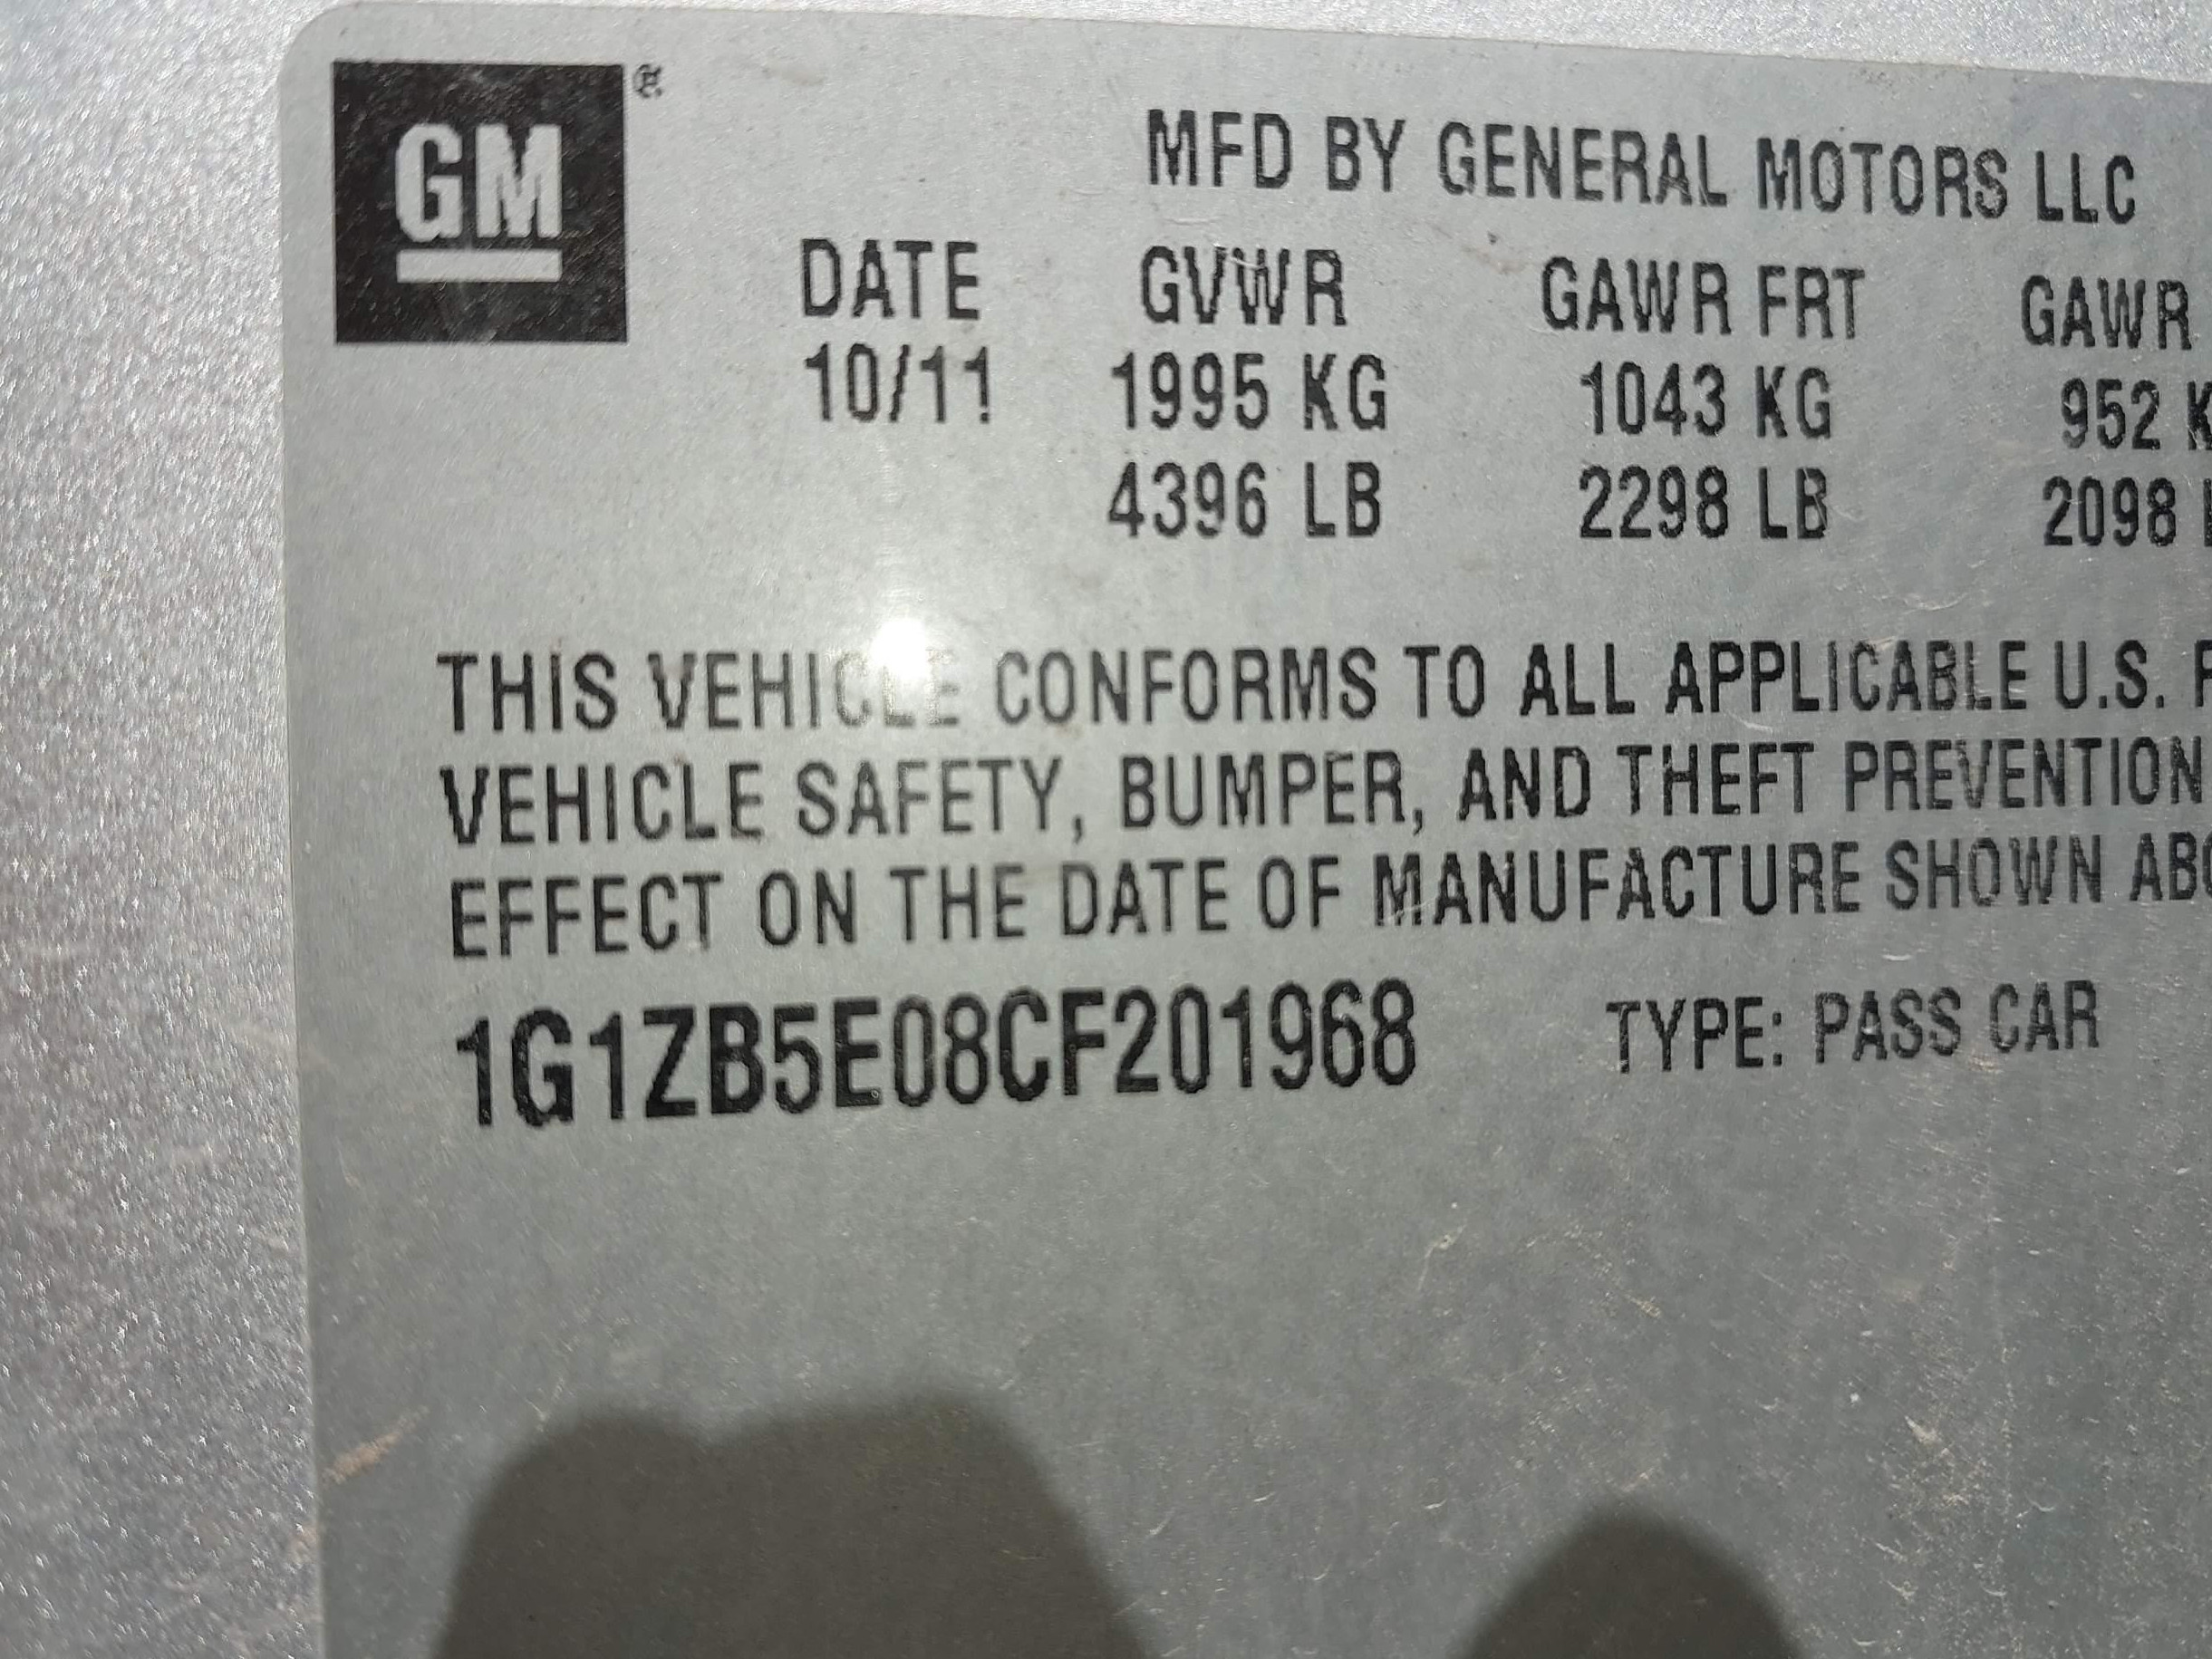 GM®
MFD BY GENERAL MOTORS LLC
DATE GVWR GAWR FRT GAWR
10/11 1995 KG 1043 KG 952 K
4396 LB 2298 LB 2098
THIS VEHICLE CONFORMS TO ALL APPLICABLE U.S. F
VEHICLE SAFETY, BUMPER, AND THEFT PREVENTION
EFFECT ON THE DATE OF MANUFACTURE SHOWN ABO
1G1ZB5E08CF201968 TYPE: PASS CAR